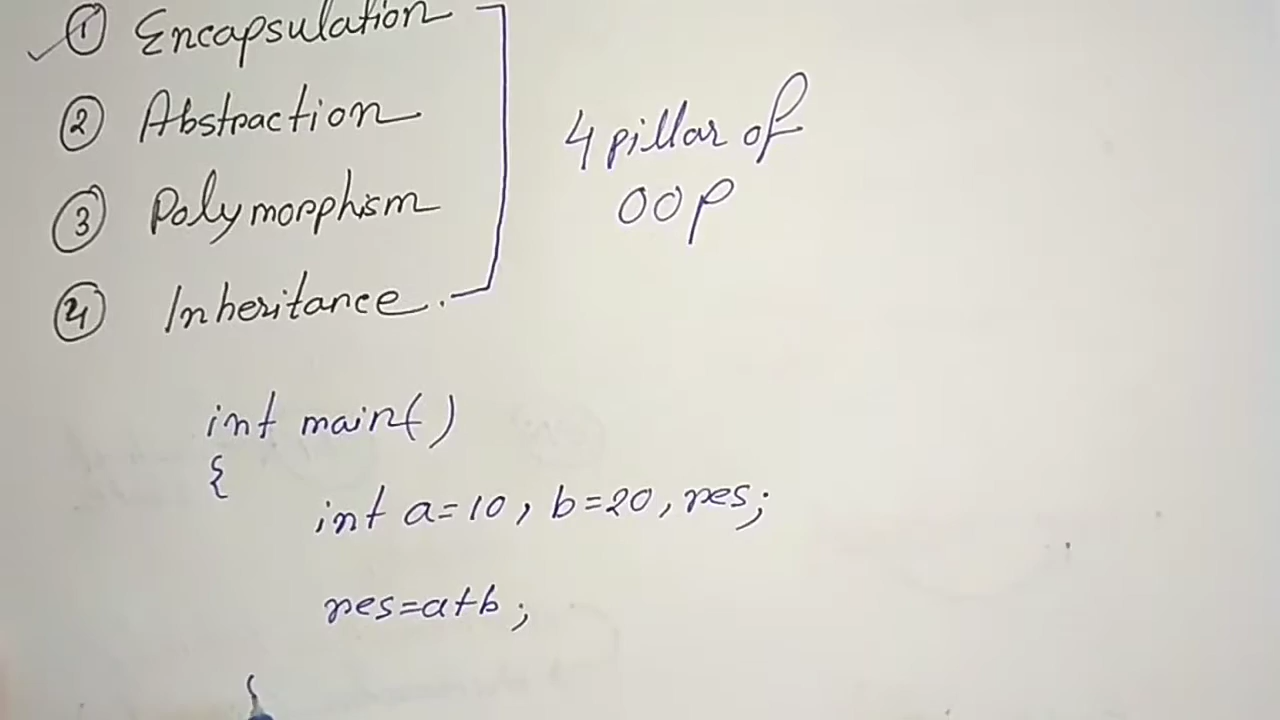 ① Encapsulation
② Abstraction
③ Polymorphism
④ Inheritance.
4 pillar of
OOP
int main()
{
int a=10, b=20, res;
res=a+b;